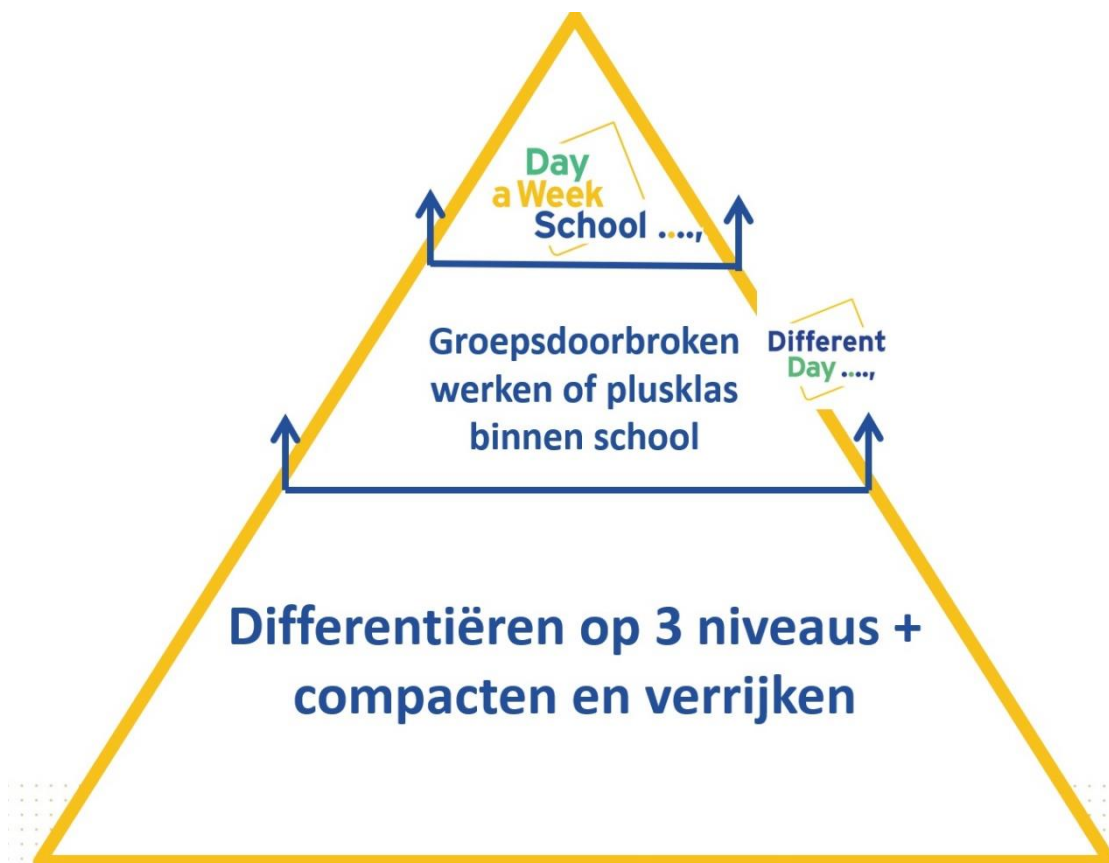 Day
a Week
School ....,
Groepsdoorbroken
werken of plusklas
binnen school
Different
Day ....,
Differentiëren op 3 niveaus +
compacten en verrijken